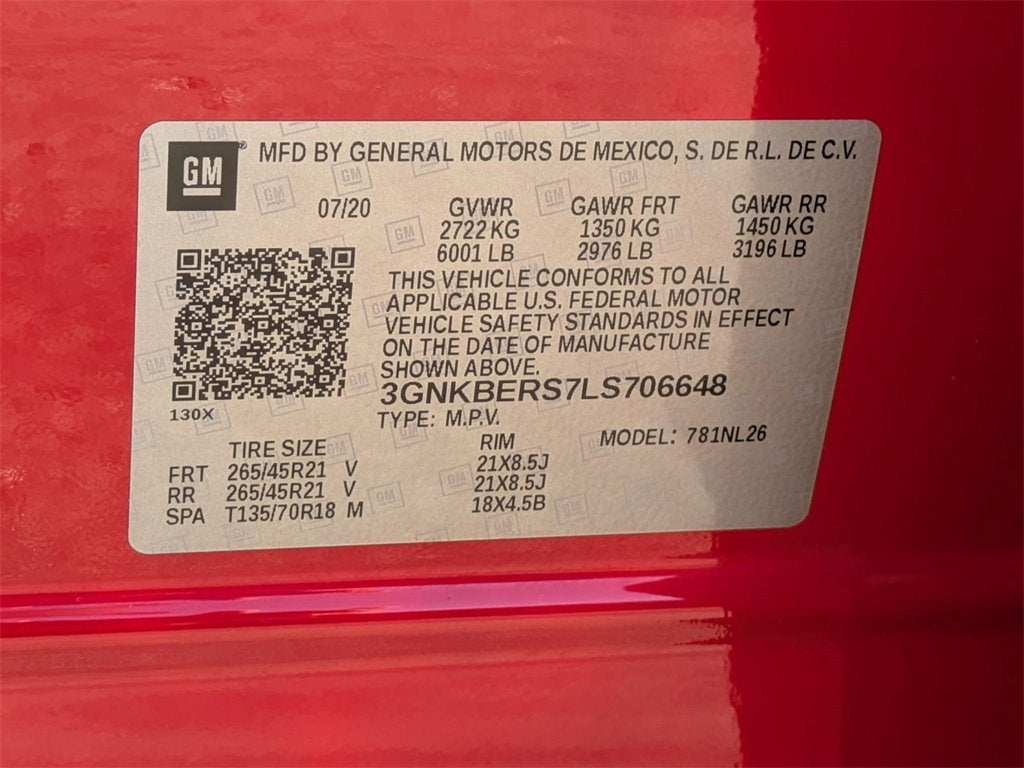 GM® MFD BY GENERAL MOTORS DE MEXICO, S. DE R.L. DE C.V.
07/20 GVWR GAWR FRT GAWR RR
2722 KG 1350 KG 1450 KG
6001 LB 2976 LB 3196 LB
THIS VEHICLE CONFORMS TO ALL
APPLICABLE U.S. FEDERAL MOTOR
VEHICLE SAFETY STANDARDS IN EFFECT
ON THE DATE OF MANUFACTURE
SHOWN ABOVE.
3GNKBERS7LS706648
130X
TYPE: M.P.V.
MODEL: 781NL26
TIRE SIZE RIM
FRT 265/45R21 V 21X8.5J
RR 265/45R21 V 21X8.5J
SPA T135/70R18 M 18X4.5B